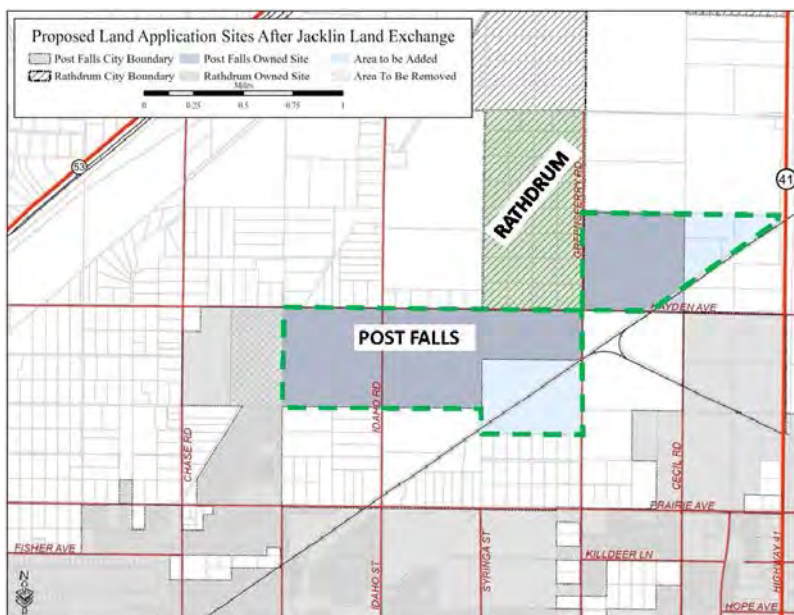 Proposed Land Application Sites After Jacklin Land Exchange
Post Falls City Boundary
Post Falls Owned Site
Area to be Added
Rathdrum City Boundary
Rathdrum Owned Site
Area To Be Removed
Miles
0 0.25 0.5 0.75 1
53
41
RATHDRUM
GREENSFERRY RD
HAYDEN AVE
POST FALLS
IDAHO RD
CHASE RD
CECIL RD
PRAIRIE AVE
FISHER AVE
IDAHO ST
SYRINGA ST
KILLDEER LN
HIGHWAY 41
HOPE AVE
N